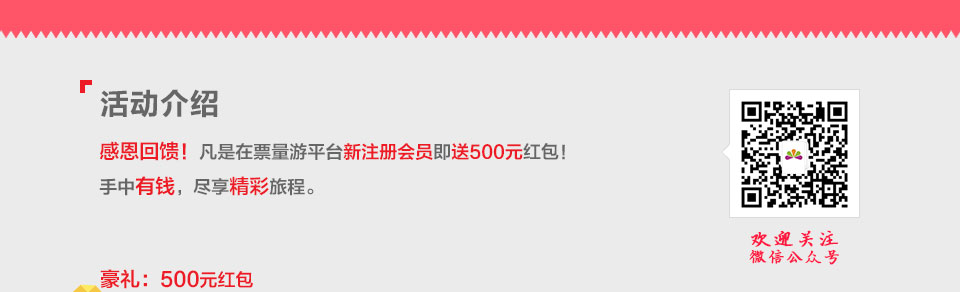 活动介绍
感恩回馈！凡是在票量游平台新注册会员即送500元红包！
手中有钱，尽享精彩旅程。
欢迎关注
微信公众号
豪礼：500元红包